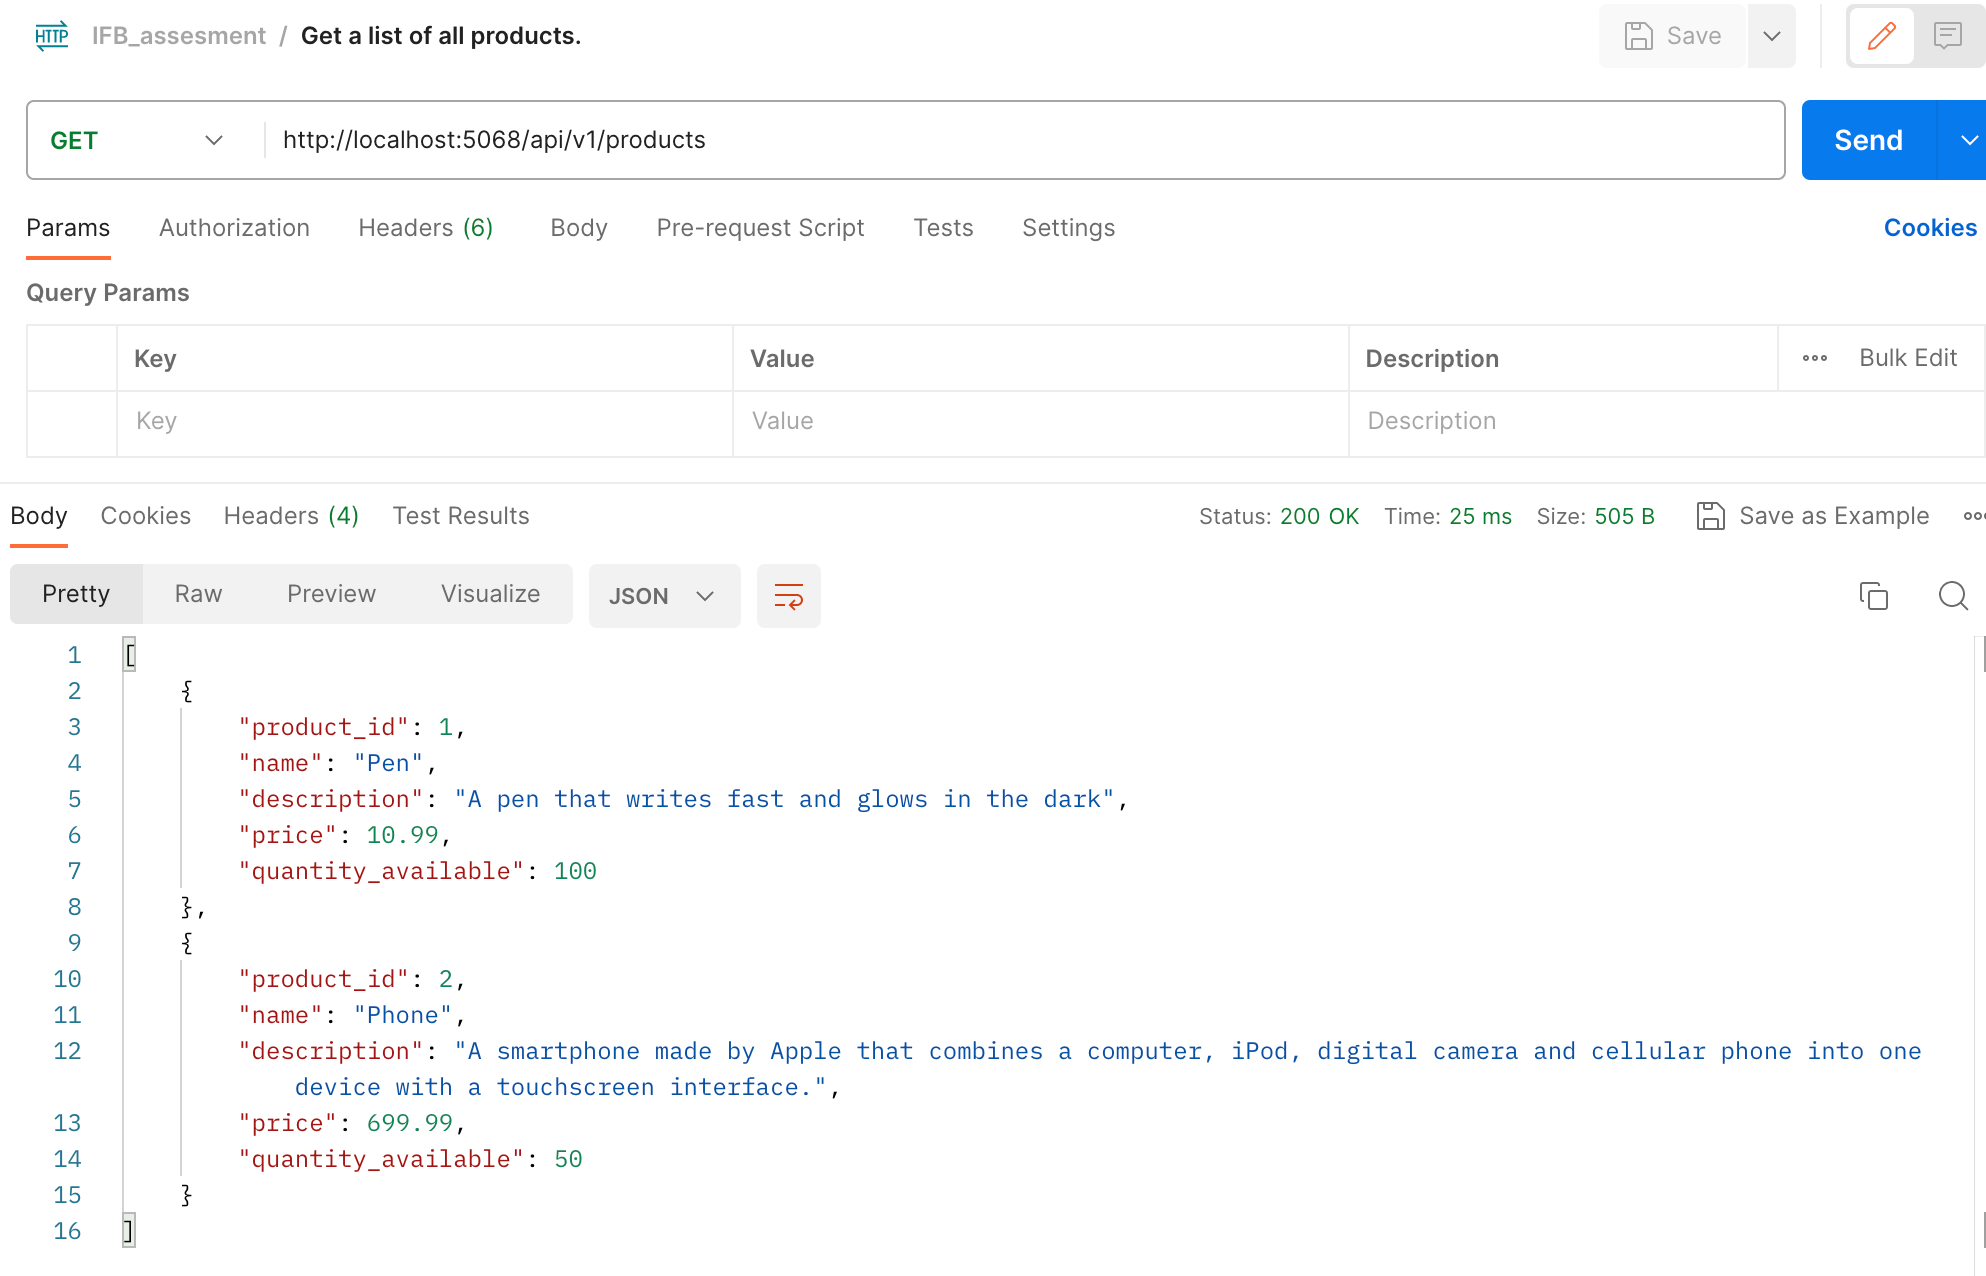 HTTP IFB_assesment / Get a list of all products. Save
GET http://localhost:5068/api/v1/products Send
Params Authorization Headers (6) Body Pre-request Script Tests Settings Cookies
Query Params
Key Value Description Bulk Edit
Key Value Description
Body Cookies Headers (4) Test Results Status: 200 OK Time: 25 ms Size: 505 B Save as Example
Pretty Raw Preview Visualize JSON
1 [
2 {
3 "product_id": 1,
4 "name": "Pen",
5 "description": "A pen that writes fast and glows in the dark",
6 "price": 10.99,
7 "quantity_available": 100
8 },
9 {
10 "product_id": 2,
11 "name": "Phone",
12 "description": "A smartphone made by Apple that combines a computer, iPod, digital camera and cellular phone into one
device with a touchscreen interface.",
13 "price": 699.99,
14 "quantity_available": 50
15 }
16 ]